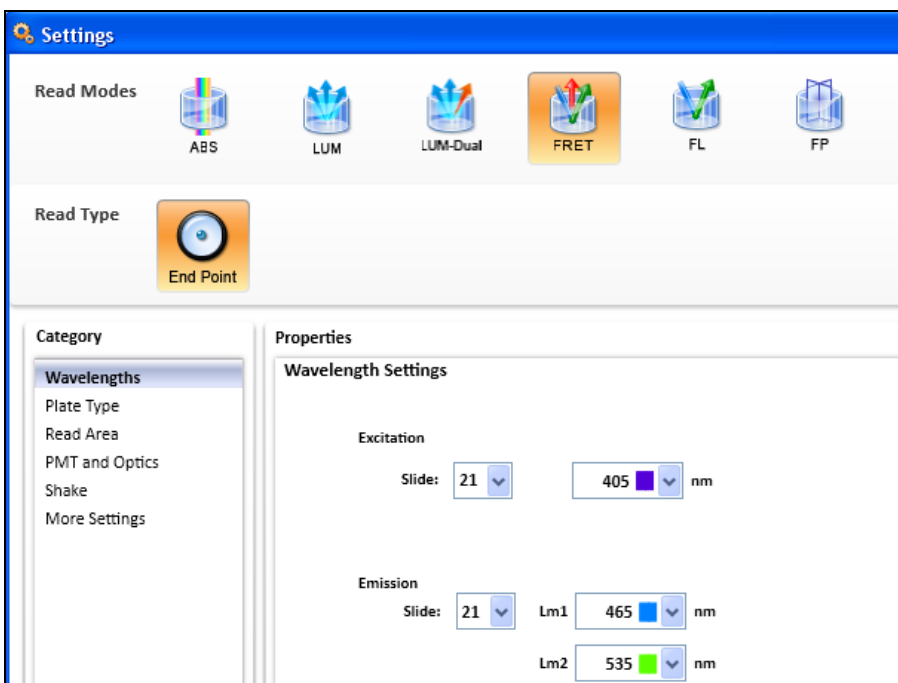 Settings
Read Modes
ABS
LUM
LUM-Dual
FRET
FL
FP
Read Type
End Point
Category
Wavelengths
Plate Type
Read Area
PMT and Optics
Shake
More Settings
Properties
Wavelength Settings
Excitation
Slide: 21 405 nm
Emission
Slide: 21 Lm1 465 nm
Lm2 535 nm